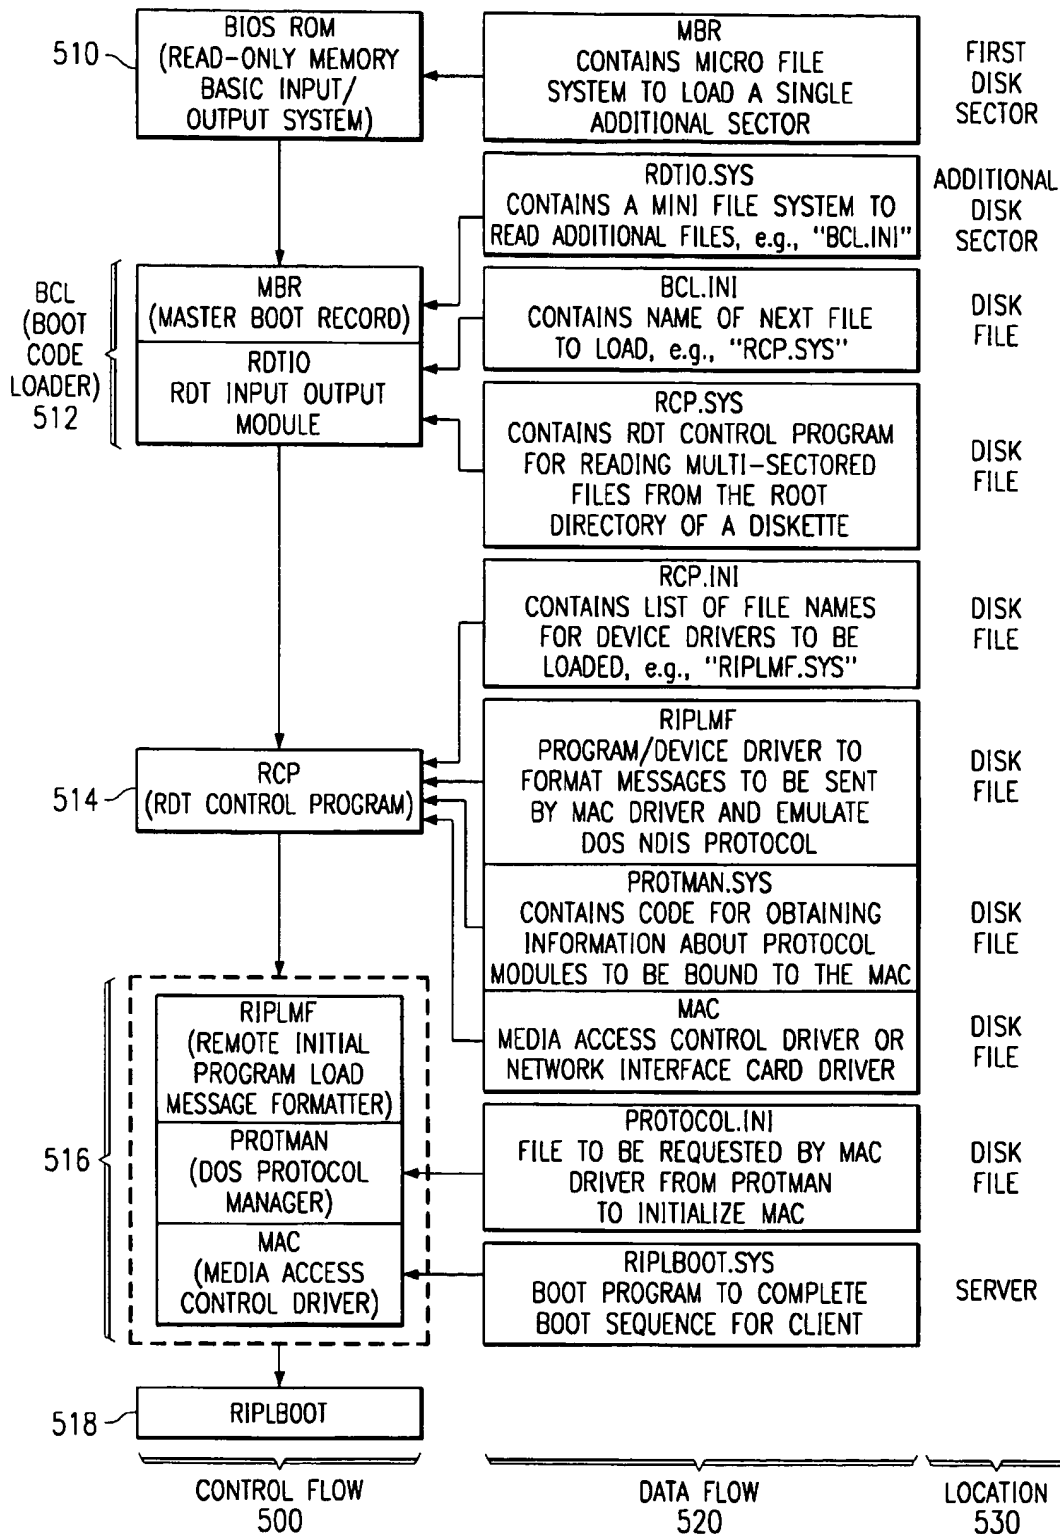 BIOS ROM
(READ-ONLY MEMORY
BASIC INPUT/
OUTPUT SYSTEM)
510
MBR
CONTAINS MICRO FILE
SYSTEM TO LOAD A SINGLE
ADDITIONAL SECTOR
FIRST
DISK
SECTOR
RDTIO.SYS
CONTAINS A MINI FILE SYSTEM TO
READ ADDITIONAL FILES, e.g., "BCL.INI"
ADDITIONAL
DISK
SECTOR
BCL
(BOOT
CODE
LOADER)
512
MBR
(MASTER BOOT RECORD)
RDTIO
RDT INPUT OUTPUT
MODULE
BCL.INI
CONTAINS NAME OF NEXT FILE
TO LOAD, e.g., "RCP.SYS"
DISK
FILE
RCP.SYS
CONTAINS RDT CONTROL PROGRAM
FOR READING MULTI-SECTORED
FILES FROM THE ROOT
DIRECTORY OF A DISKETTE
DISK
FILE
RCP.INI
CONTAINS LIST OF FILE NAMES
FOR DEVICE DRIVERS TO BE
LOADED, e.g., "RIPLMF.SYS"
DISK
FILE
514
RCP
(RDT CONTROL PROGRAM)
RIPLMF
PROGRAM/DEVICE DRIVER TO
FORMAT MESSAGES TO BE SENT
BY MAC DRIVER AND EMULATE
DOS NDIS PROTOCOL
DISK
FILE
PROTMAN.SYS
CONTAINS CODE FOR OBTAINING
INFORMATION ABOUT PROTOCOL
MODULES TO BE BOUND TO THE MAC
DISK
FILE
MAC
MEDIA ACCESS CONTROL DRIVER OR
NETWORK INTERFACE CARD DRIVER
DISK
FILE
516
RIPLMF
(REMOTE INITIAL
PROGRAM LOAD
MESSAGE FORMATTER)
PROTMAN
(DOS PROTOCOL
MANAGER)
MAC
(MEDIA ACCESS
CONTROL DRIVER)
PROTOCOL.INI
FILE TO BE REQUESTED BY MAC
DRIVER FROM PROTMAN
TO INITIALIZE MAC
DISK
FILE
RIPLBOOT.SYS
BOOT PROGRAM TO COMPLETE
BOOT SEQUENCE FOR CLIENT
SERVER
518
RIPLBOOT
CONTROL FLOW
500
DATA FLOW
520
LOCATION
530